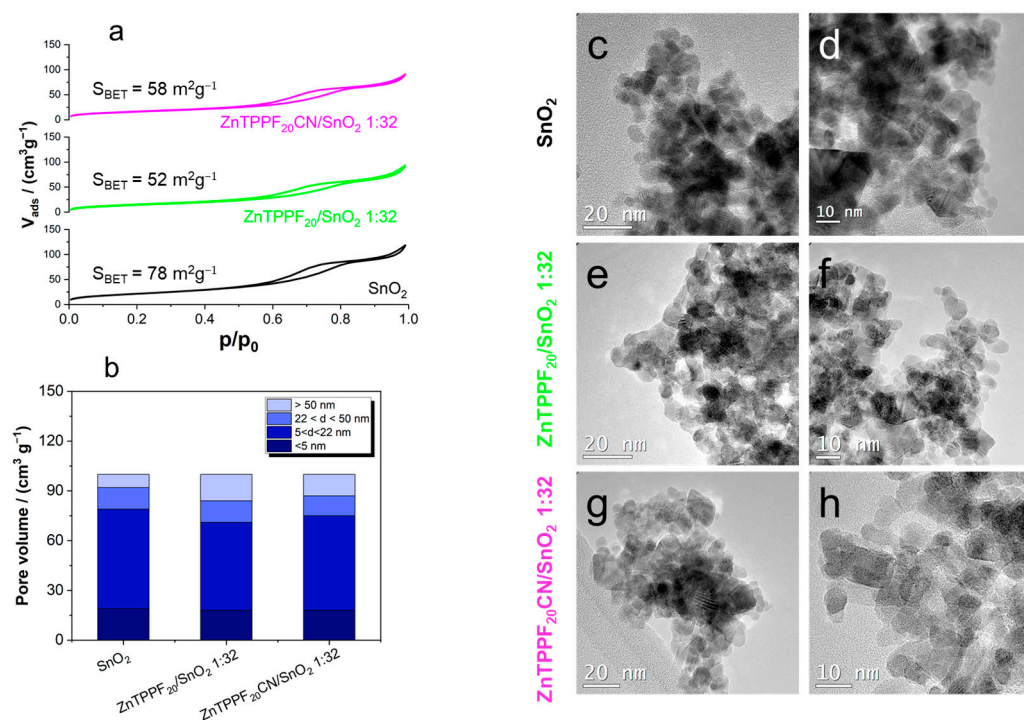 a
V_ads / (cm³g⁻¹)
150
100
50
0
S_BET = 58 m²g⁻¹
ZnTPPF₂₀CN/SnO₂ 1:32
150
100
50
0
S_BET = 52 m²g⁻¹
ZnTPPF₂₀/SnO₂ 1:32
150
100
50
0
S_BET = 78 m²g⁻¹
SnO₂
0.0 0.2 0.4 0.6 0.8 1.0
p/p₀
b
Pore volume / (cm³ g⁻¹)
150
120
90
60
30
0
> 50 nm
22 < d < 50 nm
5<d<22 nm
<5 nm
SnO₂
ZnTPPF₂₀/SnO₂ 1:32
ZnTPPF₂₀CN/SnO₂ 1:32
SnO₂
c
20 nm
d
10 nm
ZnTPPF₂₀/SnO₂ 1:32
e
20 nm
f
10 nm
ZnTPPF₂₀CN/SnO₂ 1:32
g
20 nm
h
10 nm